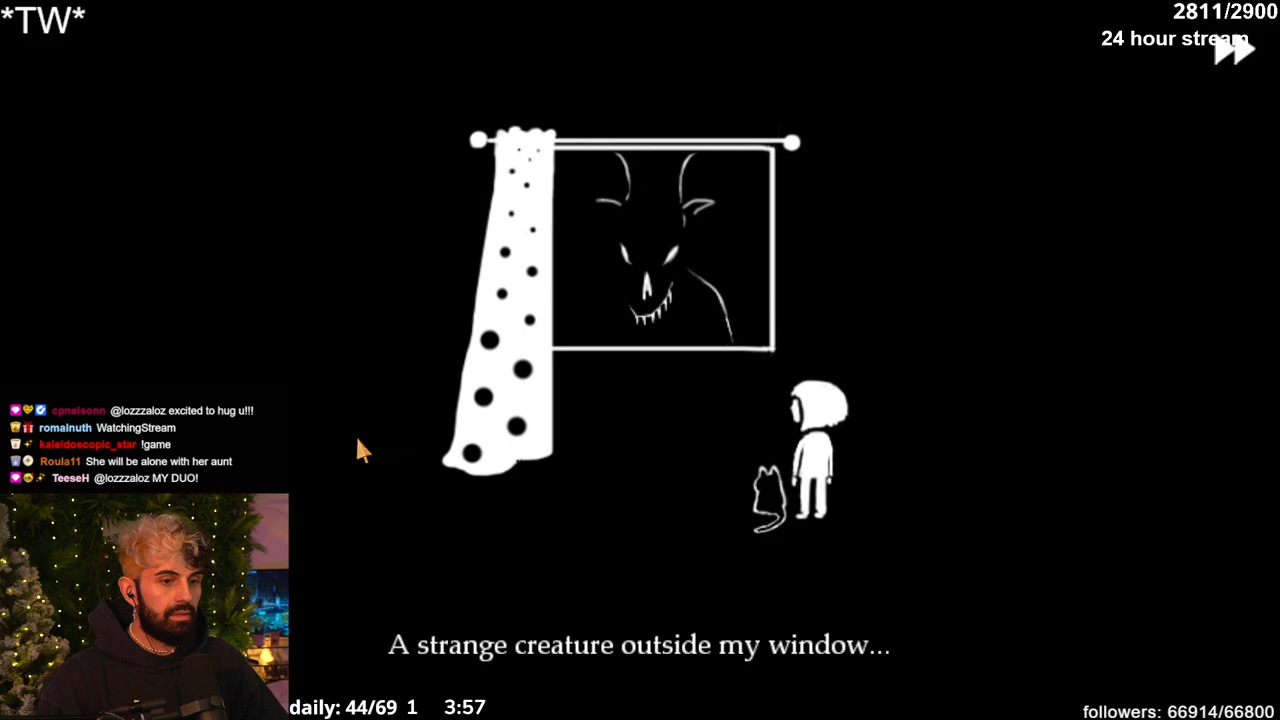 *TW*
2811/2900
24 hour stream
cpnelsonn @lozzzaloz excited to hug u!!!
romainuth WatchingStream
kaleidoscopic_star !game
Roula11 She will be alone with her aunt
TeeseH @lozzzaloz MY DUO!
A strange creature outside my window...
daily: 44/69 1 3:57
followers: 66914/66800